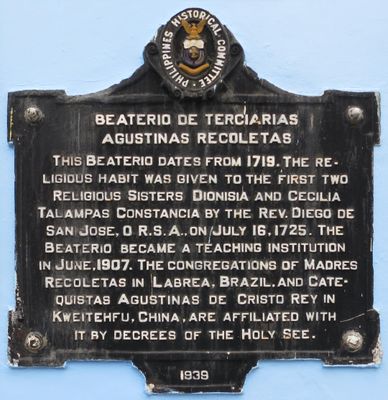 PHILIPPINES HISTORICAL COMMITTEE
BEATERIO DE TERCIARIAS
AGUSTINAS RECOLETAS
THIS BEATERIO DATES FROM 1719. THE RE-
LIGIOUS HABIT WAS GIVEN TO THE FIRST TWO
RELIGIOUS SISTERS DIONISIA AND CECILIA
TALAMPAS CONSTANCIA BY THE REV. DIEGO DE
SAN JOSE, O R.S.A., ON JULY 16, 1725. THE
BEATERIO BECAME A TEACHING INSTITUTION
IN JUNE, 1907. THE CONGREGATIONS OF MADRES
RECOLETAS IN LABREA, BRAZIL, AND CATE-
QUISTAS AGUSTINAS DE CRISTO REY IN
KWEITEHFU, CHINA, ARE AFFILIATED WITH
IT BY DECREES OF THE HOLY SEE.
1939